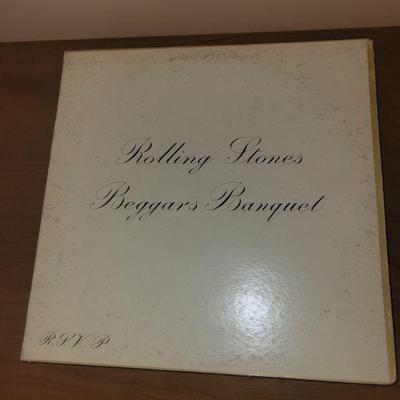 Rolling Stones
Beggars Banquet
R.S.V.P